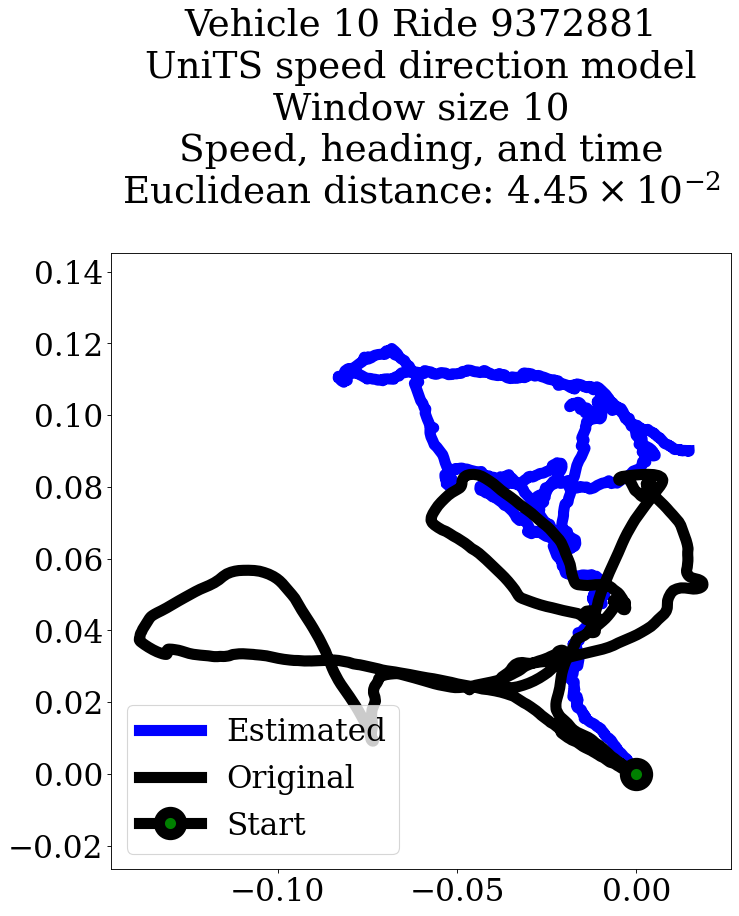 Vehicle 10 Ride 9372881
UniTS speed direction model
Window size 10
Speed, heading, and time
Euclidean distance: 4.45 × 10⁻²
0.14
0.12
0.10
0.08
0.06
0.04
0.02
0.00
−0.02
Estimated
Original
Start
−0.10 −0.05 0.00